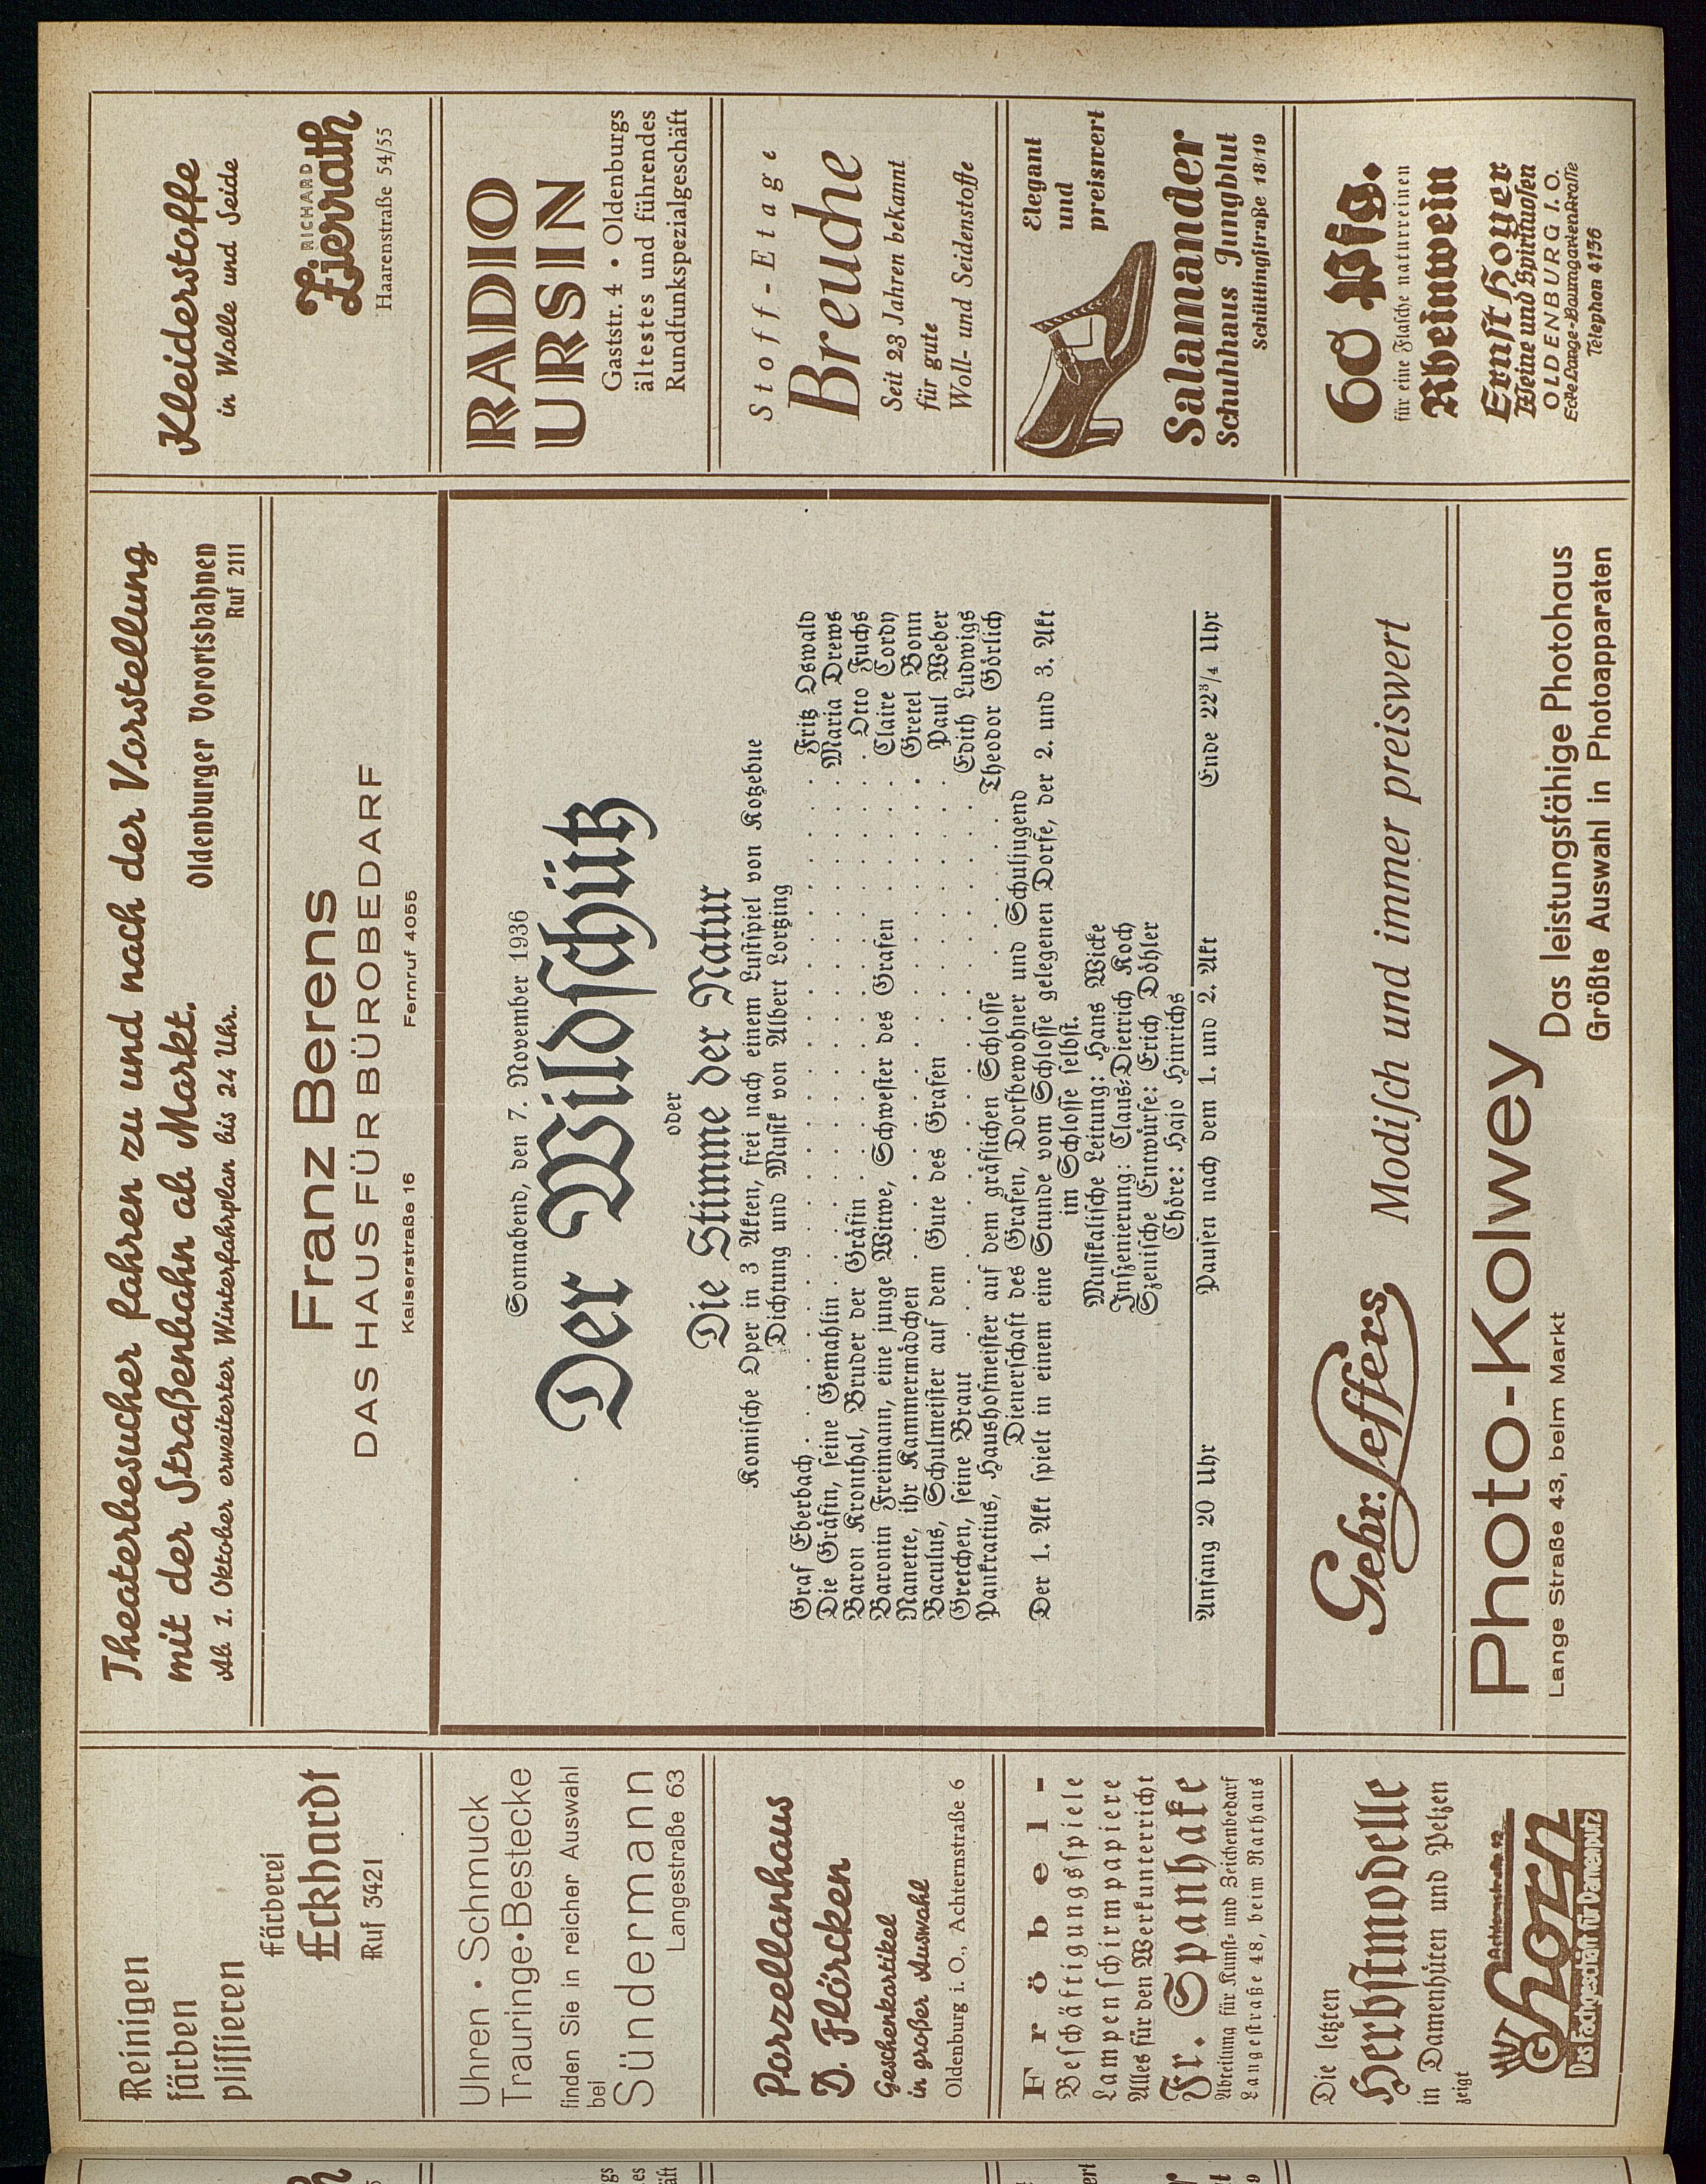 Reinigen
färben
plissieren
Färberei
Eckhardt
Ruf 3421
Uhren · Schmuck
Trauringe · Bestecke
finden Sie in reicher Auswahl
bei
Sündermann
Langestraße 63
Porzellanhaus
D. Flörcken
Geschenkartikel
in großer Auswahl
Oldenburg i. O., Achternstraße 6
Fröbel-
Beschäftigungsspiele
Lampenschirmpapiere
Alles für den Werkunterricht
Fr. Spanhake
Abteilung für Kunst- und Zeichenbedarf
Langestraße 48, beim Rathaus
Die letzten
Herbstmodelle
in Damenhüten und Pelzen
zeigt
Horn
Das Fachgeschäft für Damenputz
Theaterbesucher fahren zu und nach der Vorstellung
mit der Straßenbahn ab Markt.
Oldenburger Vorortsbahnen
Ab 1. Oktober erweiterter Winterfahrplan bis 24 Uhr.
Ruf 2111
Franz Berens
DAS HAUS FÜR BÜROBEDARF
Kaiserstraße 16 Fernruf 4055
Sonnabend, den 7. November 1936
Der Wildschütz
oder
Die Stimme der Natur
Komische Oper in 3 Akten, frei nach einem Lustspiel von Kotzebue
Dichtung und Musik von Albert Lortzing
Graf Eberbach . . . . . . . . . . Fritz Oswald
Die Gräfin, seine Gemahlin . . . . . . . . . . Maria Drews
Baron Kronthal, Bruder der Gräfin . . . . . . . . . . Otto Fuchs
Baronin Freimann, eine junge Witwe, Schwester des Grafen . . . . Claire Cordy
Nanette, ihr Kammermädchen . . . . . . . . . . Gretel Bonn
Baculus, Schulmeister auf dem Gute des Grafen . . . . . . Paul Weber
Gretchen, seine Braut . . . . . . . . . . Edith Ludwigs
Pankratius, Haushofmeister auf dem gräflichen Schlosse . . . . . . Theodor Görlich
Dienerschaft des Grafen, Dorfbewohner und Schuljugend
Der 1. Akt spielt in einem eine Stunde vom Schlosse gelegenen Dorfe, der 2. und 3. Akt
im Schlosse selbst.
Musikalische Leitung: Hans Wicke
Inszenierung: Claus-Dietrich Koch
Szenische Entwürfe: Erich Döhler
Chöre: Hajo Hinrichs
Anfang 20 Uhr Pausen nach dem 1. und 2. Akt Ende 22¾ Uhr
Gebr. Leffers Modisch und immer preiswert
Photo-Kolwey
Lange Straße 43, beim Markt
Das leistungsfähige Photohaus
Größte Auswahl in Photoapparaten
Kleiderstoffe
in Wolle und Seide
RICHARD
Zierrath
Haarenstraße 54/55
RADIO
URSIN
Gaststr. 4 • Oldenburgs
ältestes und führendes
Rundfunkspezialgeschäft
Stoff-Etage
Breuche
Seit 23 Jahren bekannt
für gute
Woll- und Seidenstoffe
Elegant
und
preiswert
Salamander
Schuhhaus Jungblut
Schüttingstraße 18/19
60 Pfg.
für eine Flasche naturreinen
Rheinwein
Ernst Hoyer
Weine und Spirituosen
OLDENBURG I. O.
Ecke Lange-Baumgartenstraße
Telephon 4136